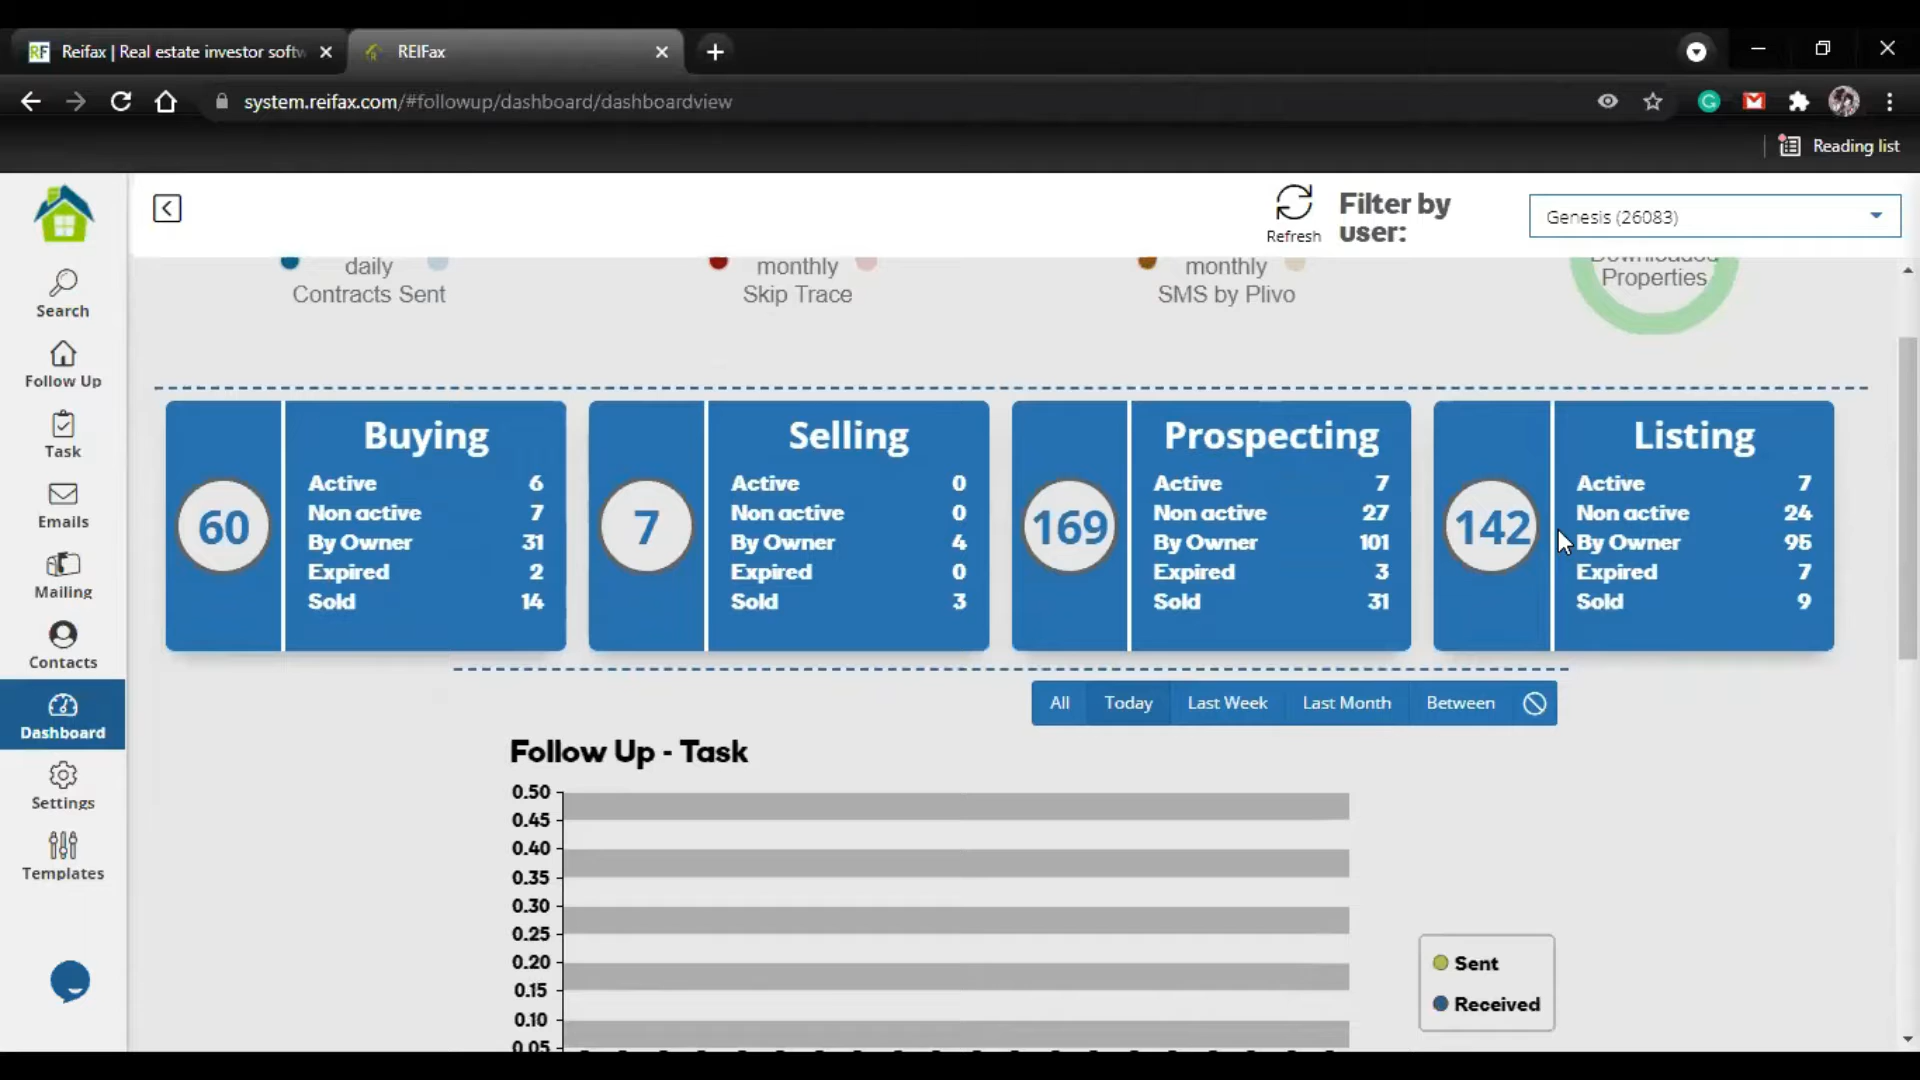 RF Reifax | Real estate investor softw
REIFax
system.reifax.com/#followup/dashboard/dashboardview
Reading list
Refresh
Filter by
user:
Genesis (26083)
Search
Follow Up
Task
Emails
Mailing
Contacts
Dashboard
Settings
Templates
daily
Contracts Sent
monthly
Skip Trace
monthly
SMS by Plivo
Downloaded
Properties
60
Buying
Active 6
Non active 7
By Owner 31
Expired 2
Sold 14
7
Selling
Active 0
Non active 0
By Owner 4
Expired 0
Sold 3
169
Prospecting
Active 7
Non active 27
By Owner 101
Expired 3
Sold 31
142
Listing
Active 7
Non active 24
By Owner 95
Expired 7
Sold 9
All Today Last Week Last Month Between
Follow Up - Task
0.50
0.45
0.40
0.35
0.30
0.25
0.20
0.15
0.10
0.05
Sent
Received